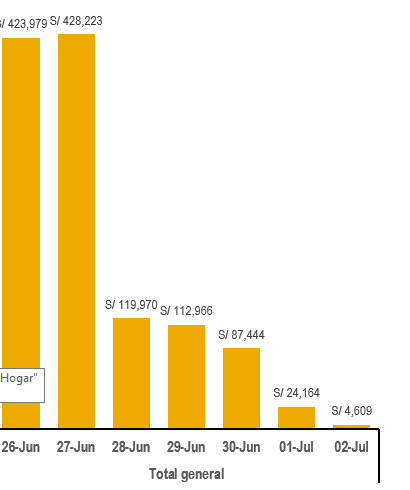 S/ 423,979
S/ 428,223
S/ 119,970
S/ 112,966
S/ 87,444
S/ 24,164
S/ 4,609
Hogar"
26-Jun 27-Jun 28-Jun 29-Jun 30-Jun 01-Jul 02-Jul
Total general